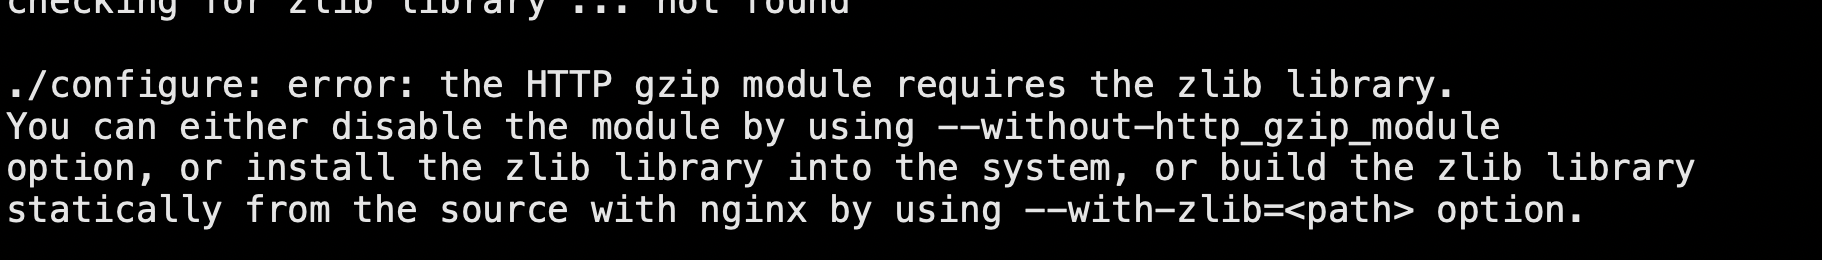 checking for zlib library ... not found
./configure: error: the HTTP gzip module requires the zlib library.
You can either disable the module by using --without-http_gzip_module
option, or install the zlib library into the system, or build the zlib library
statically from the source with nginx by using --with-zlib=<path> option.